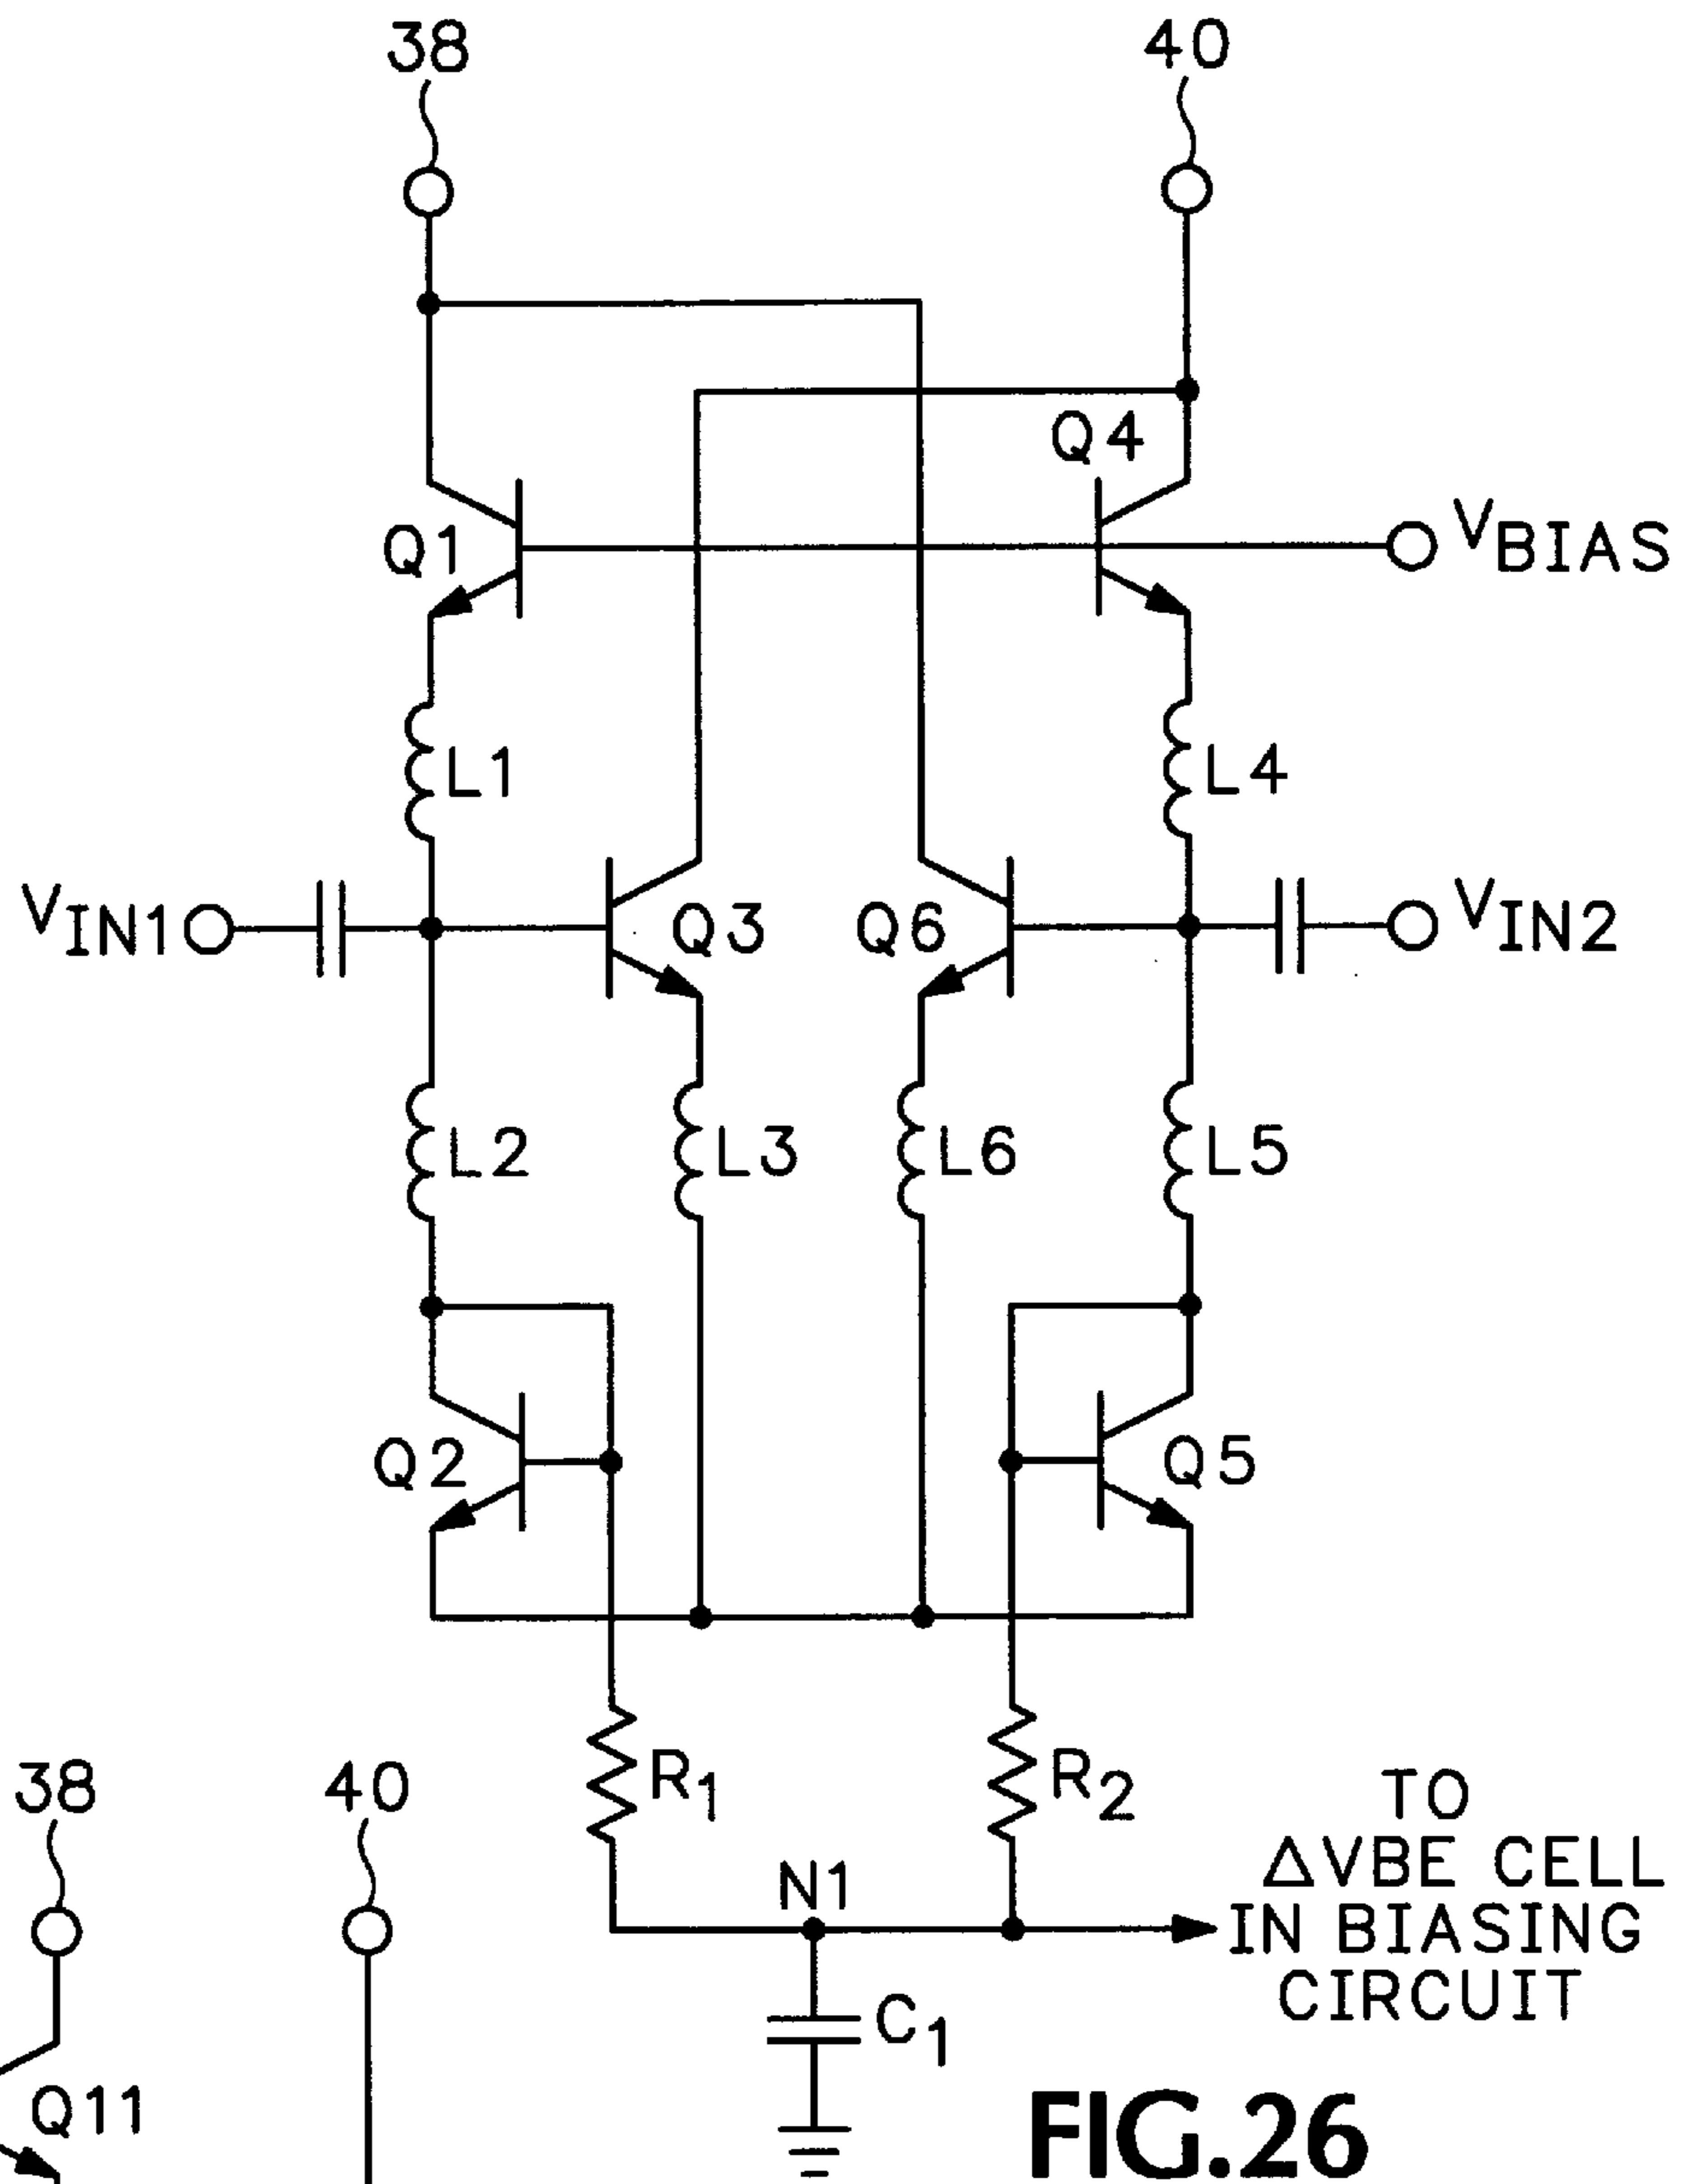 38 40
Q4
Q1 VBIAS
L1 L4
VIN1 Q3 Q6 VIN2
L2 L3 L6 L5
Q2 Q5
R1 R2
38 40
TO
ΔVBE CELL
IN BIASING
CIRCUIT
N1
C1
Q11
FIG.26